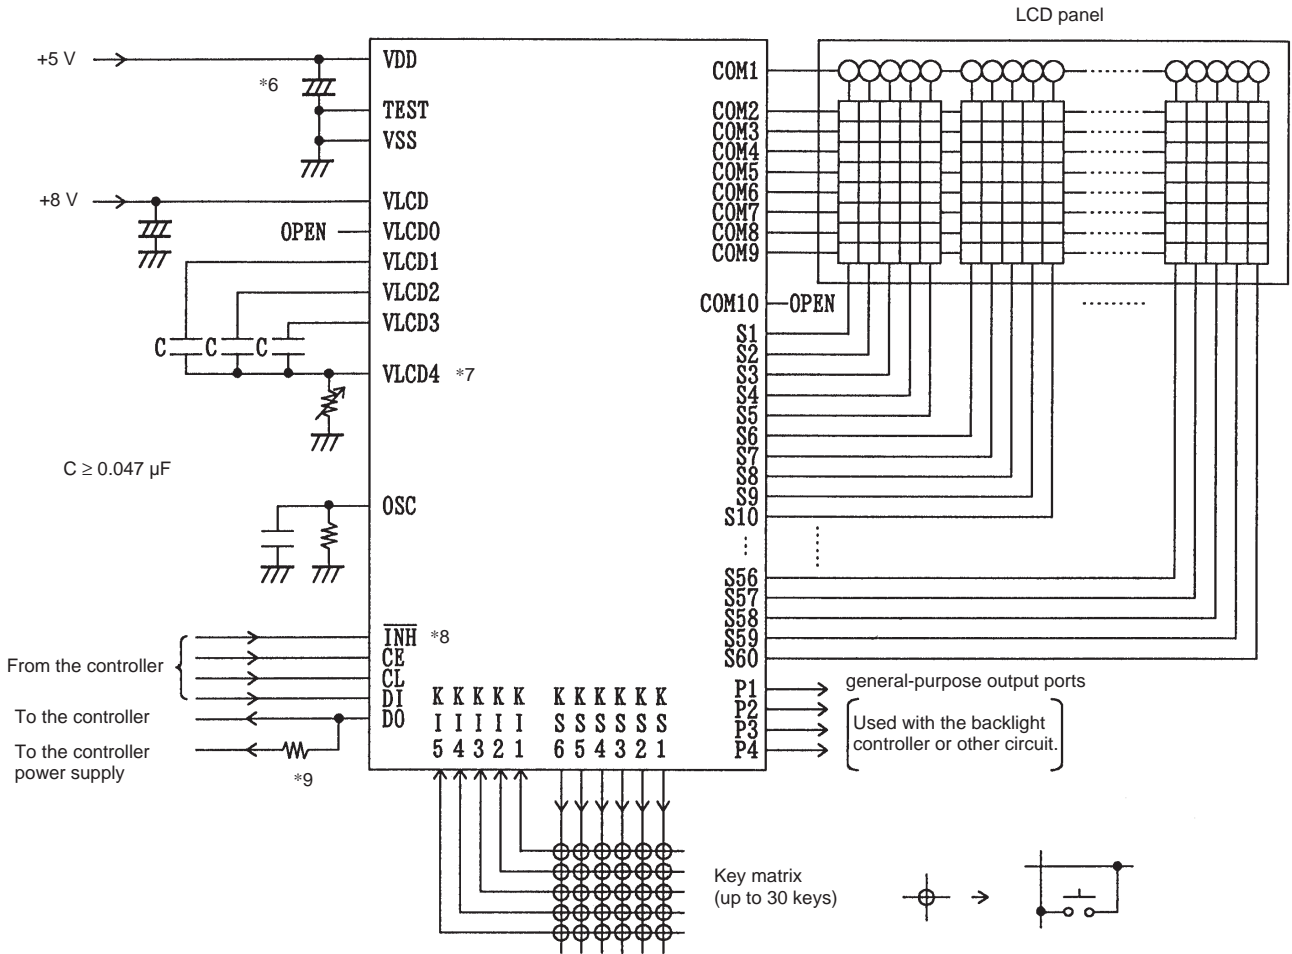 LCD panel
+5 V
VDD
*6
TEST
VSS
+8 V
VLCD
OPEN
VLCD0
VLCD1
VLCD2
VLCD3
C
C
C
VLCD4
*7
C ≥ 0.047 µF
OSC
INH
*8
CE
CL
DI
DO
From the controller
To the controller
To the controller
power supply
*9
COM1
COM2
COM3
COM4
COM5
COM6
COM7
COM8
COM9
COM10
OPEN
S1
S2
S3
S4
S5
S6
S7
S8
S9
S10
S56
S57
S58
S59
S60
P1
P2
P3
P4
general-purpose output ports
Used with the backlight
controller or other circuit.
K K K K K K K K K K K
I I I I I S S S S S S
5 4 3 2 1 6 5 4 3 2 1
Key matrix
(up to 30 keys)